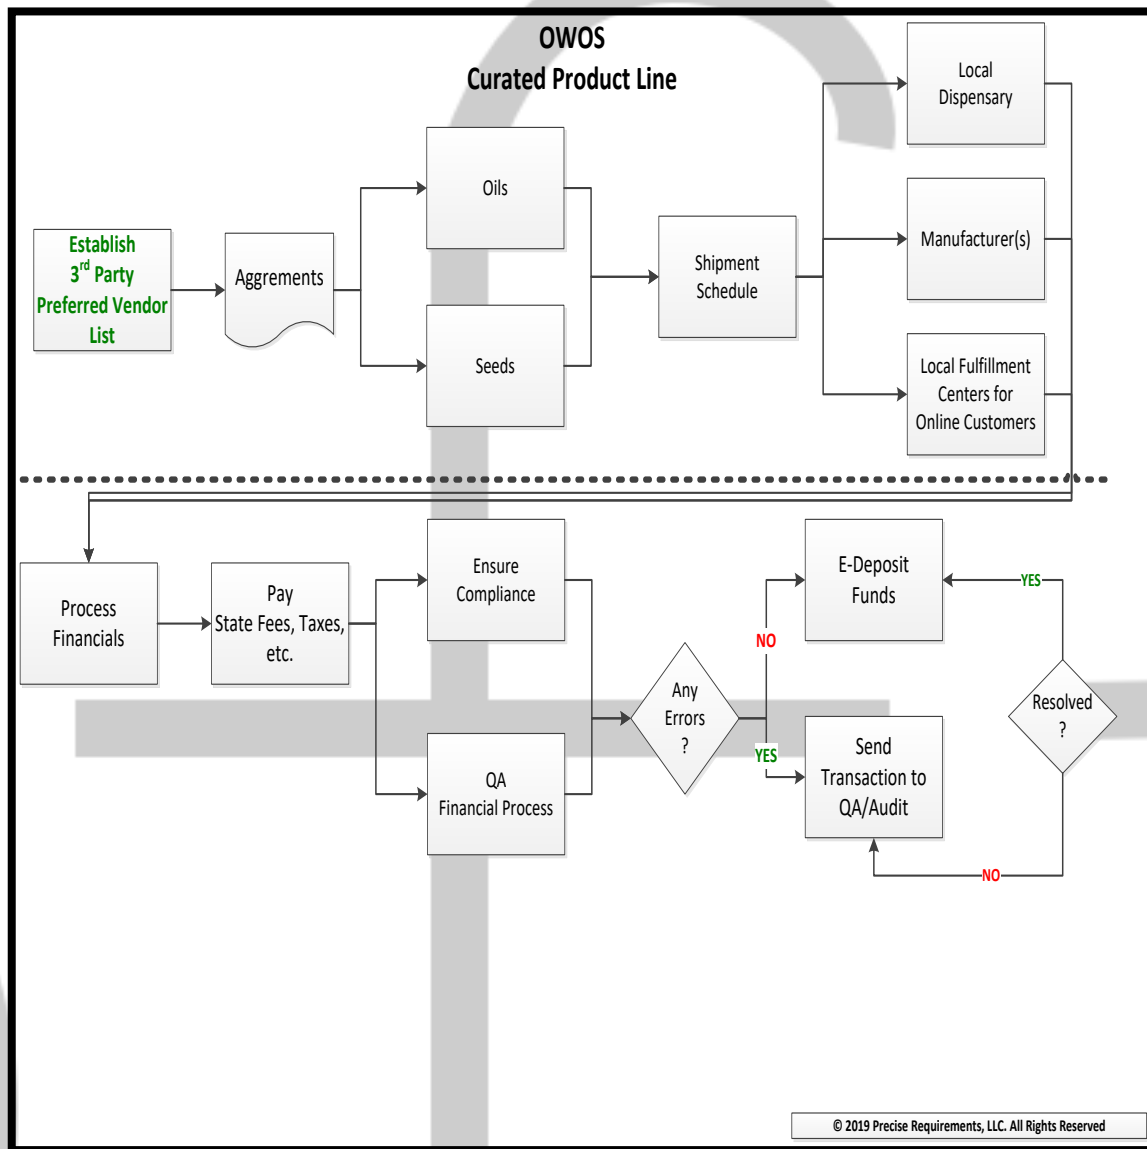 OWOS
Curated Product Line
Local
Dispensary
Oils
Establish
3rd Party
Preferred Vendor
List
Aggrements
Shipment
Schedule
Manufacturer(s)
Seeds
Local Fulfillment
Centers for
Online Customers
Process
Financials
Pay
State Fees, Taxes,
etc.
Ensure
Compliance
QA
Financial Process
Any
Errors
?
NO
YES
E-Deposit
Funds
Send
Transaction to
QA/Audit
YES
Resolved
?
NO
© 2019 Precise Requirements, LLC. All Rights Reserved